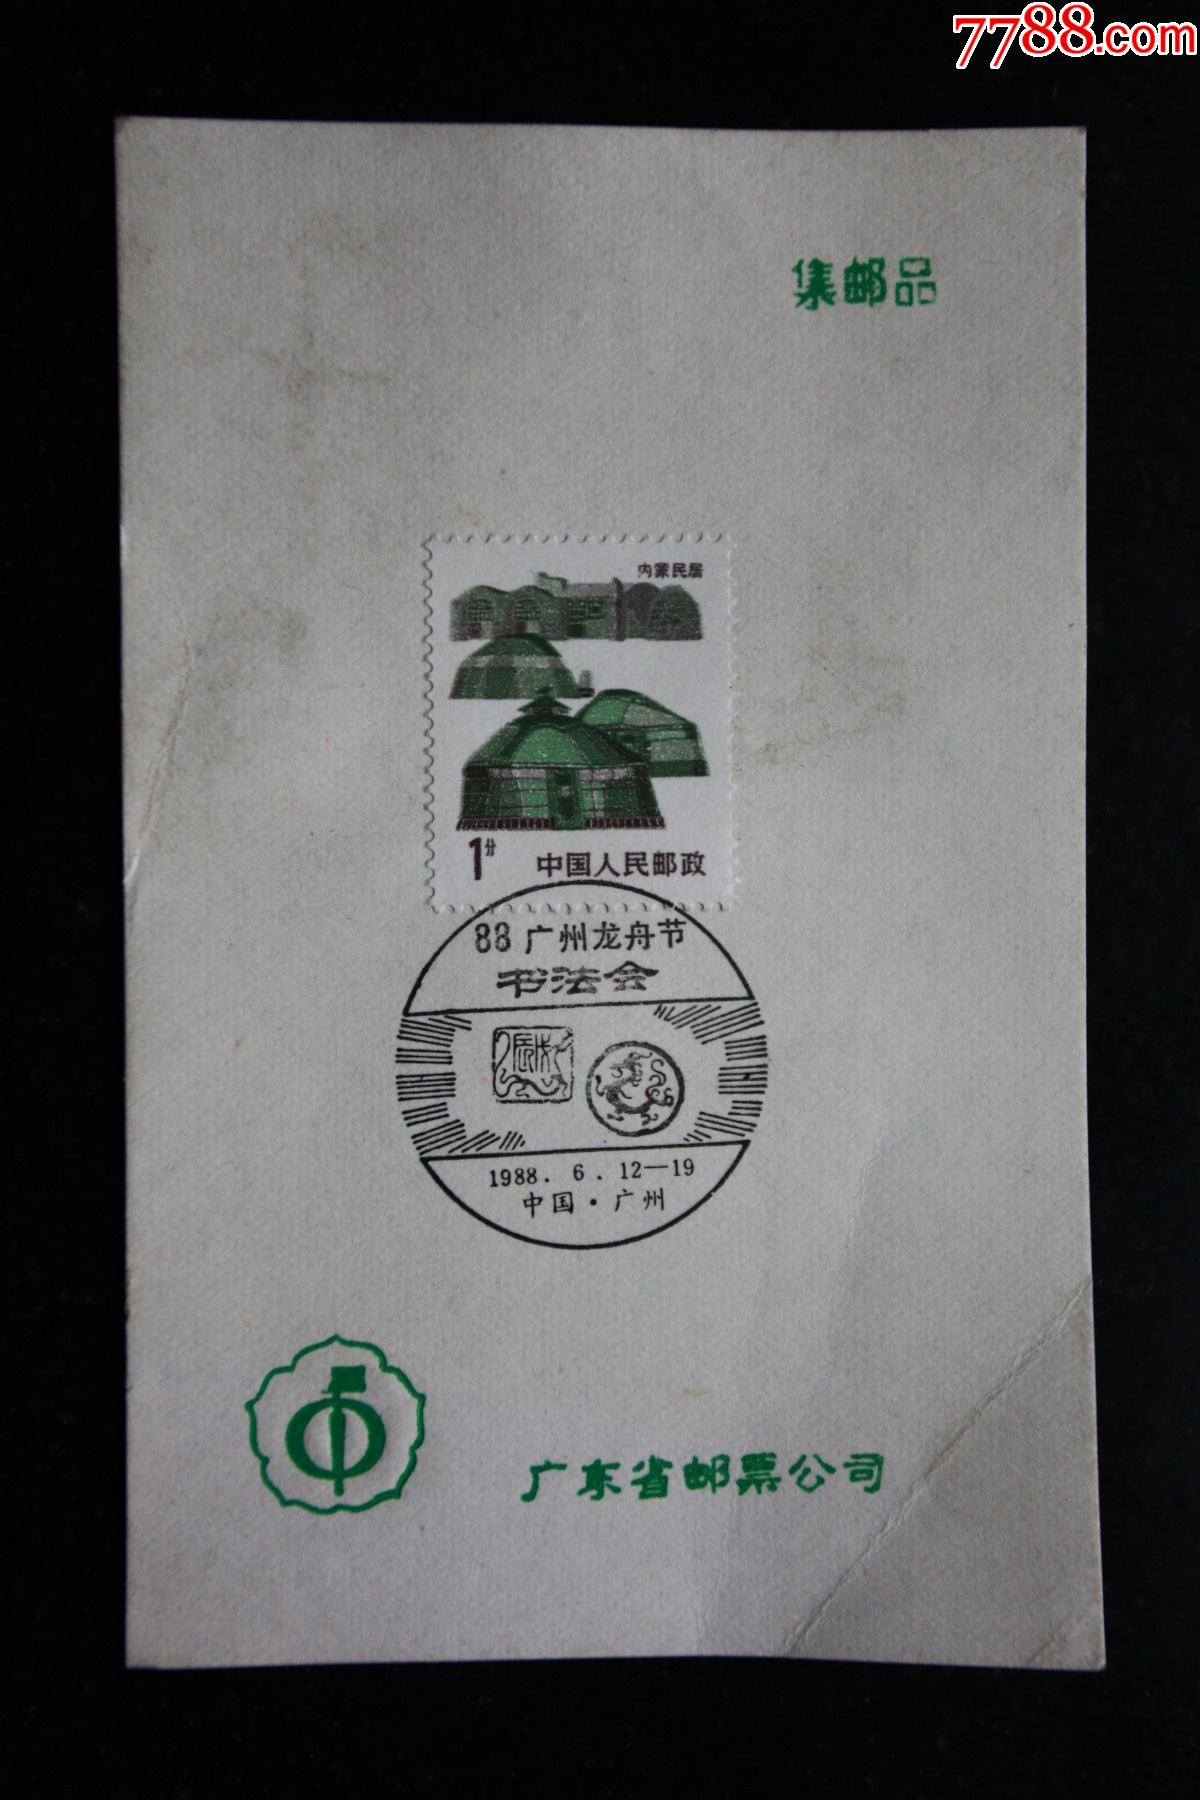 7788.com
集邮品
内蒙民居
1分 中国人民邮政
88广州龙舟节
书法会
1988.6.12—19
中国·广州
广东省邮票公司